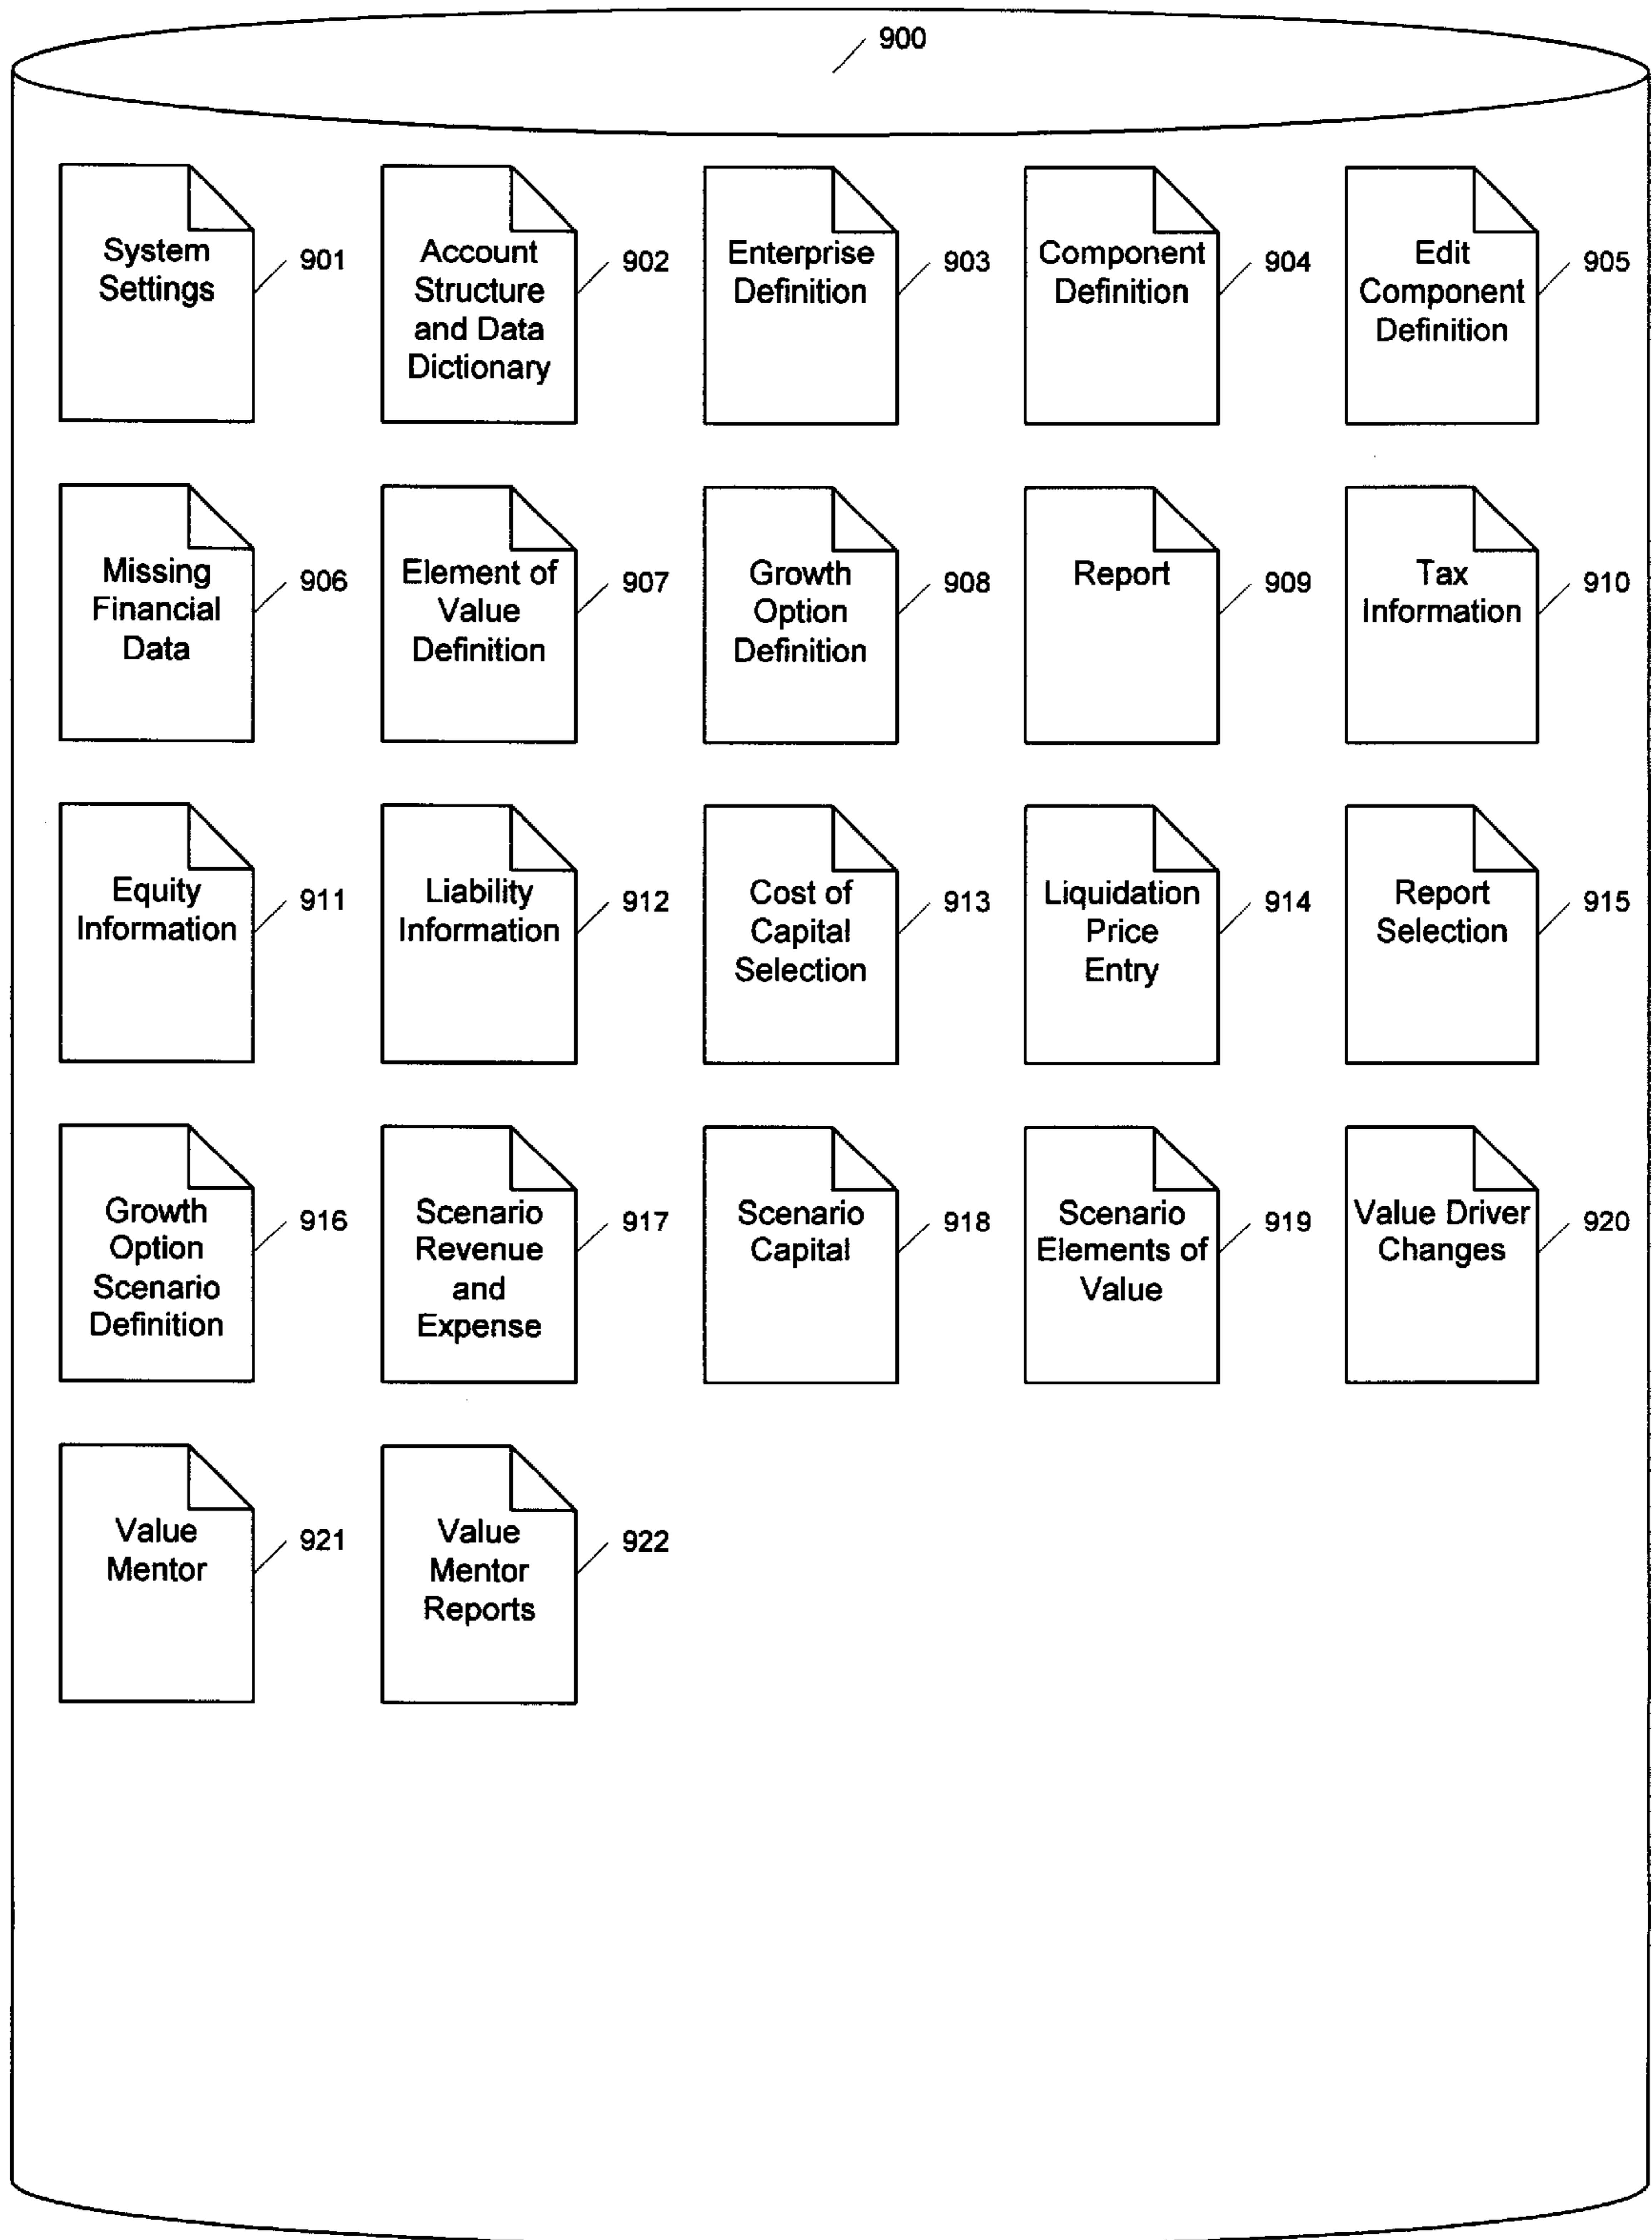 900
System
Settings
901
Account
Structure
and Data
Dictionary
902
Enterprise
Definition
903
Component
Definition
904
Edit
Component
Definition
905
Missing
Financial
Data
906
Element of
Value
Definition
907
Growth
Option
Definition
908
Report
909
Tax
Information
910
Equity
Information
911
Liability
Information
912
Cost of
Capital
Selection
913
Liquidation
Price
Entry
914
Report
Selection
915
Growth
Option
Scenario
Definition
916
Scenario
Revenue
and
Expense
917
Scenario
Capital
918
Scenario
Elements of
Value
919
Value Driver
Changes
920
Value
Mentor
921
Value
Mentor
Reports
922